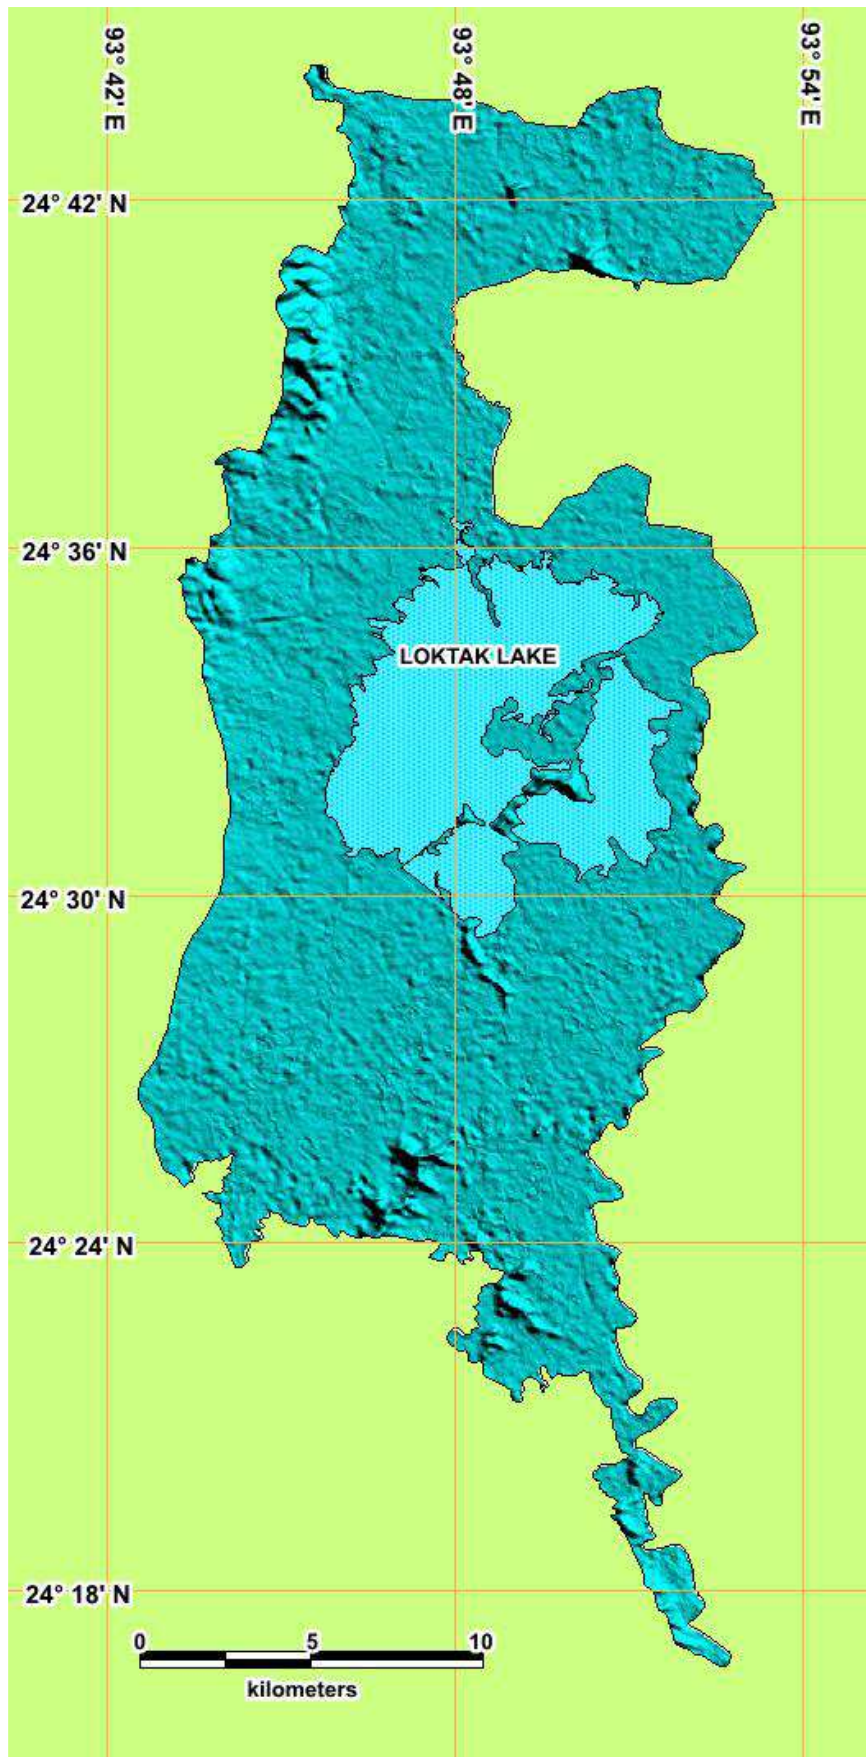 93° 42' E
93° 48' E
93° 54' E
24° 42' N
24° 36' N
LOKTAK LAKE
24° 30' N
24° 24' N
24° 18' N
0 5 10
kilometers